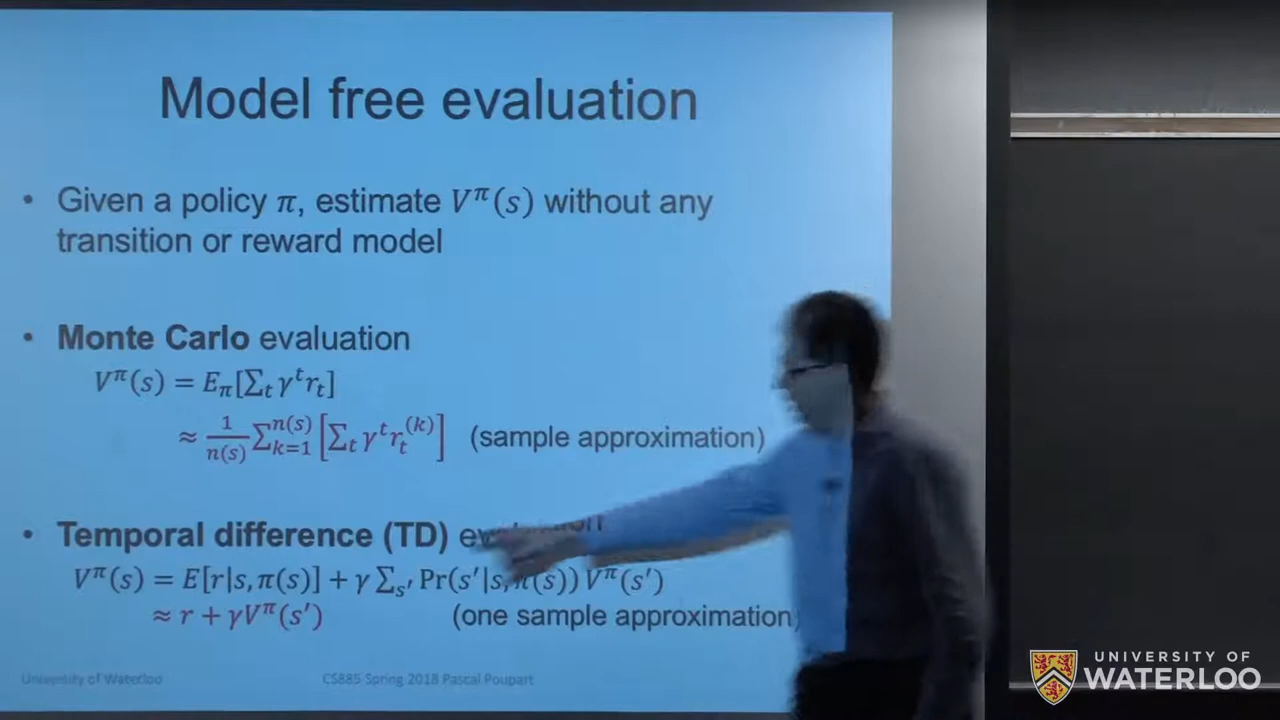 Model free evaluation
• Given a policy π, estimate V^π(s) without any
transition or reward model
• Monte Carlo evaluation
V^π(s) = E_π[∑_t γ^t r_t]
≈ 1/n(s) ∑_{k=1}^{n(s)} [∑_t γ^t r_t^{(k)}] (sample approximation)
• Temporal difference (TD)
V^π(s) = E[r|s, π(s)] + γ ∑_{s'} Pr(s'|s, π(s)) V^π(s')
≈ r + γV^π(s') (one sample approximation)
University of Waterloo CS885 Spring 2018 Pascal Poupart
UNIVERSITY OF
WATERLOO